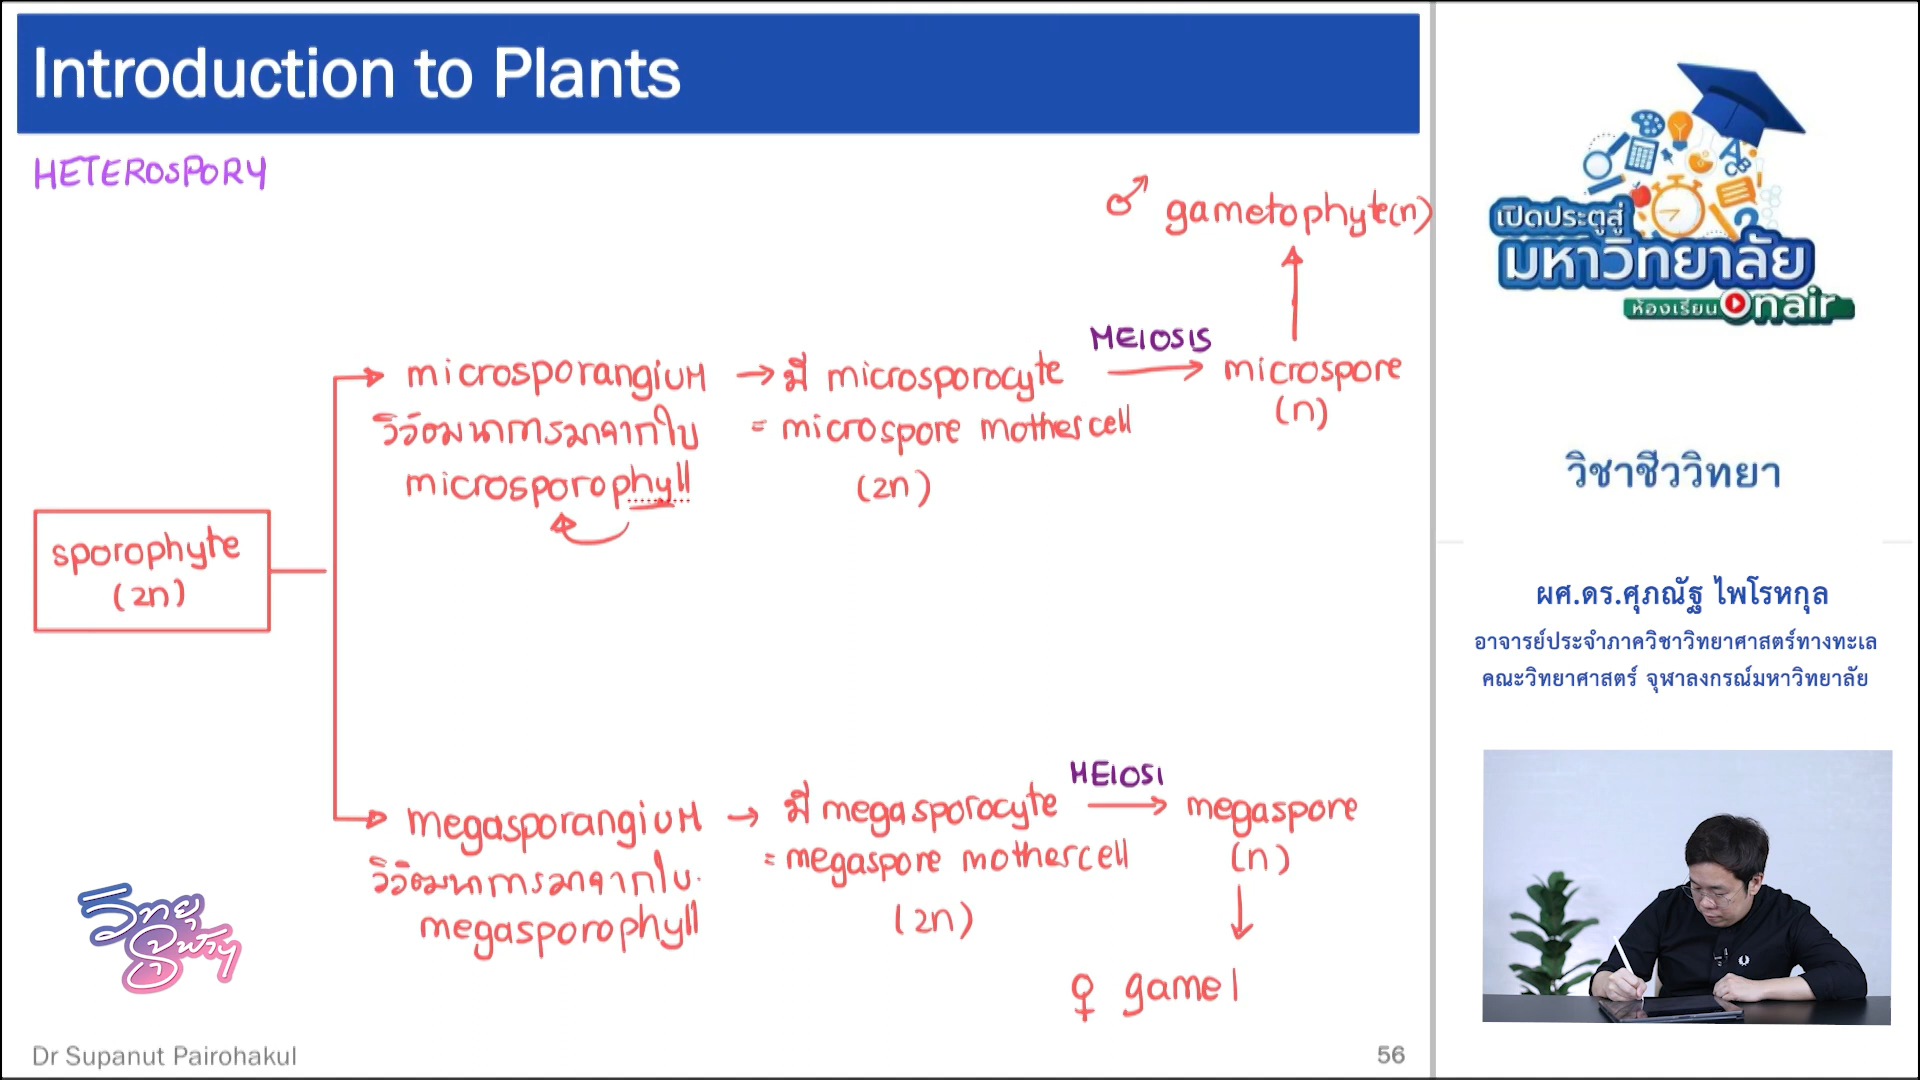 Introduction to Plants
HETEROSPORY
♂ gametophyte(n)
MEIOSIS
microsporangium → มี microsporocyte → microspore
วิวัฒนาการมาจากใบ = microspore mother cell (n)
microsporophyll (2n)
sporophyte
(2n)
MEIOSI
megasporangium → มี megasporocyte → megaspore
วิวัฒนาการมาจากใบ = megaspore mother cell (n)
megasporophyll (2n)
♀ gamel
วิทยุ
จุฬาฯ
Dr Supanut Pairohakul
56
เปิดประตูสู่
มหาวิทยาลัย
ห้องเรียน Onair
วิชาชีววิทยา
ผศ.ดร.ศุภณัฐ ไพโรหกุล
อาจารย์ประจำภาควิชาวิทยาศาสตร์ทางทะเล
คณะวิทยาศาสตร์ จุฬาลงกรณ์มหาวิทยาลัย